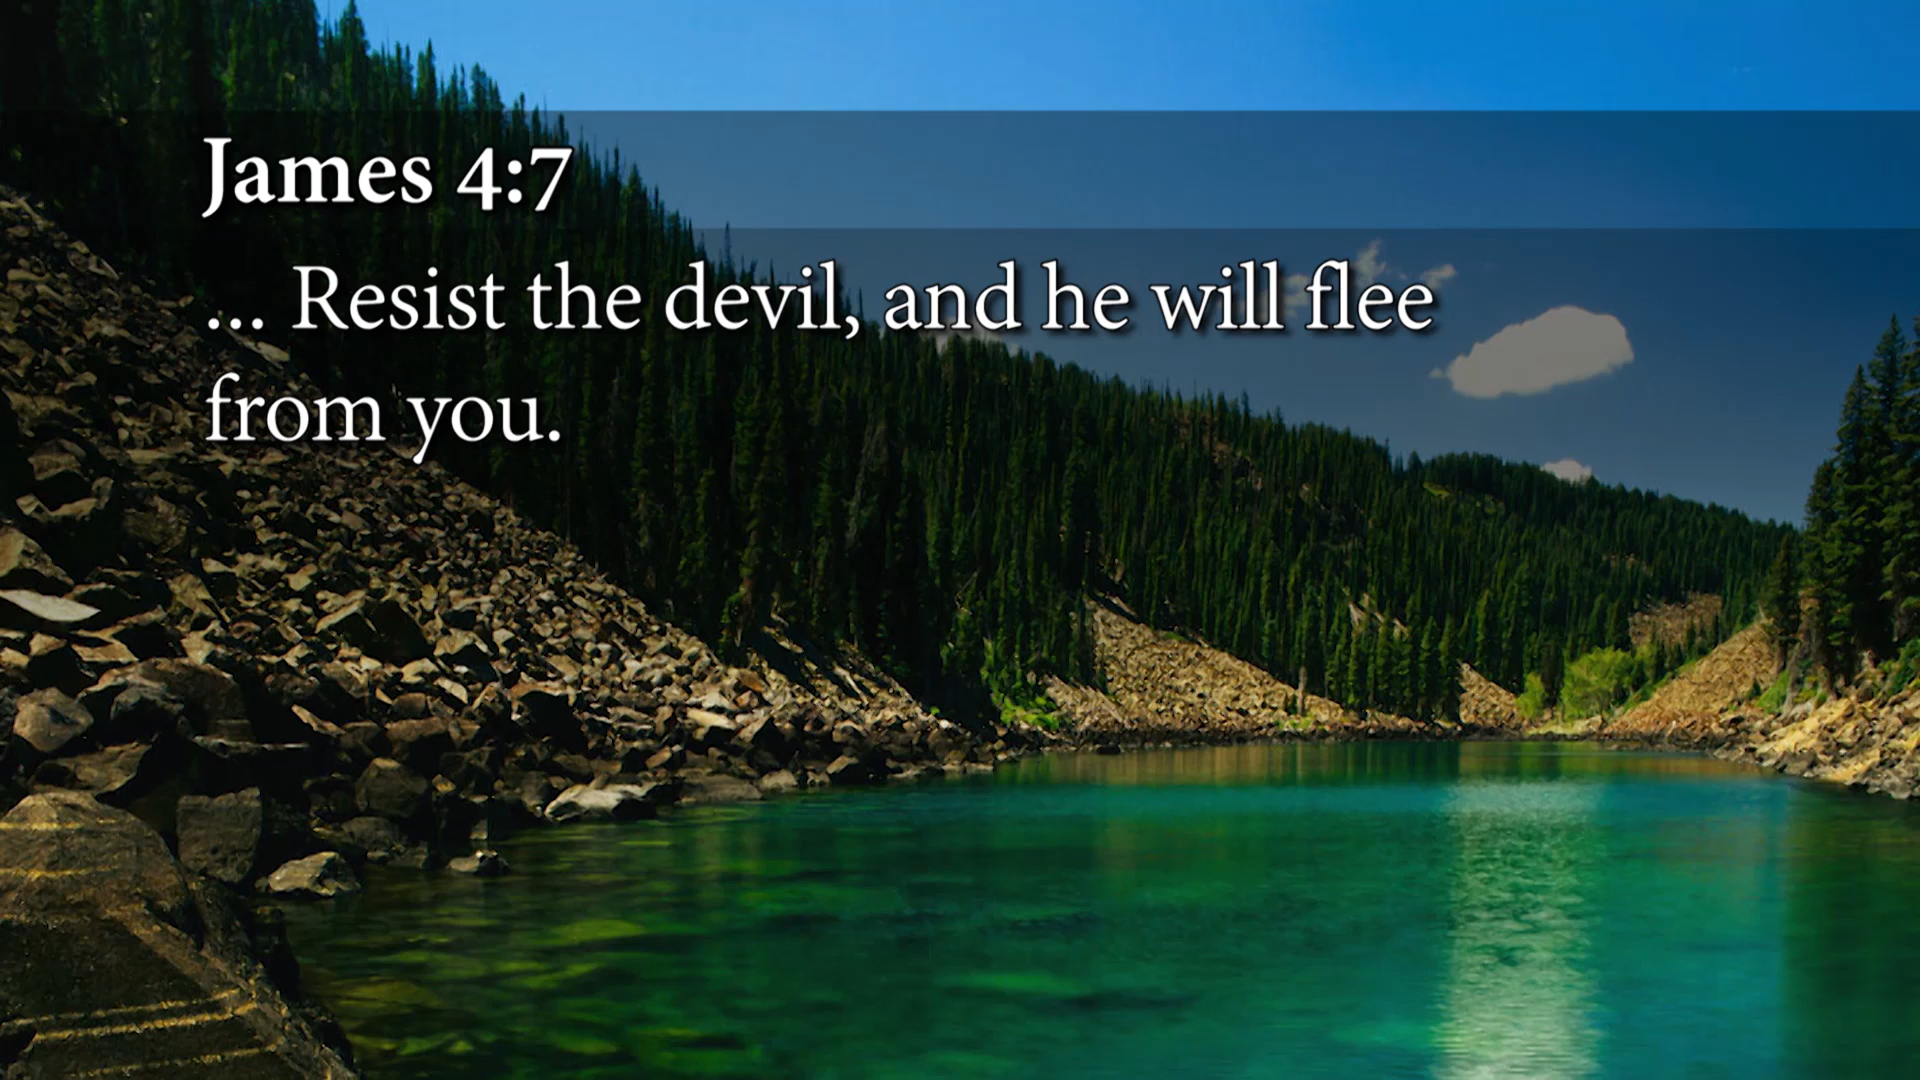 James 4:7
... Resist the devil, and he will flee
from you.